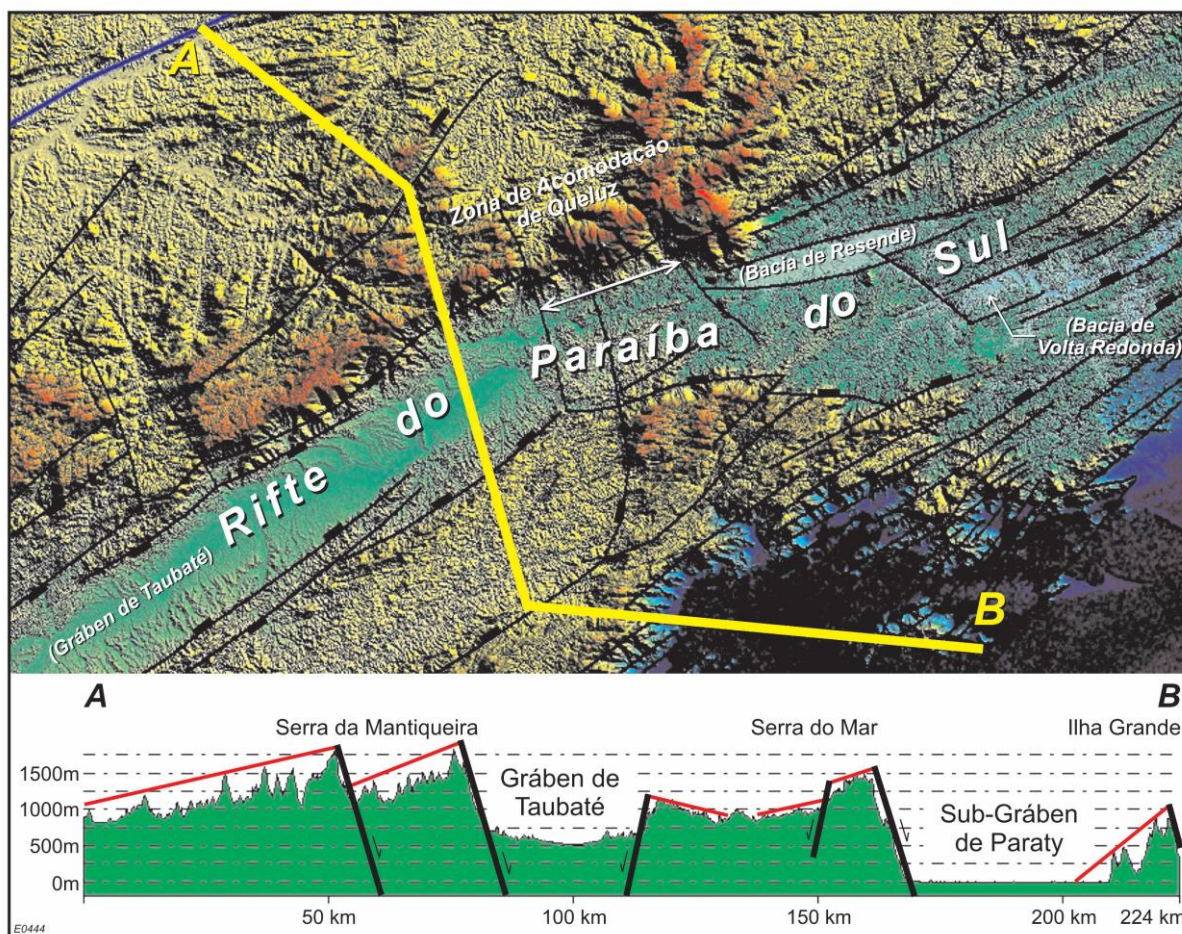 A
Zona de Acomodação
de Queluz
(Bacia de Resende)
Sul
do
Paraíba
(Bacia de
Volta Redonda)
do
Rifte
(Gráben de Taubaté)
B
A
B
Serra da Mantiqueira
Serra do Mar
Ilha Grande
1500m
1000m
500m
0m
Gráben de
Taubaté
Sub-Gráben
de Paraty
50 km
100 km
150 km
200 km
224 km
E0444